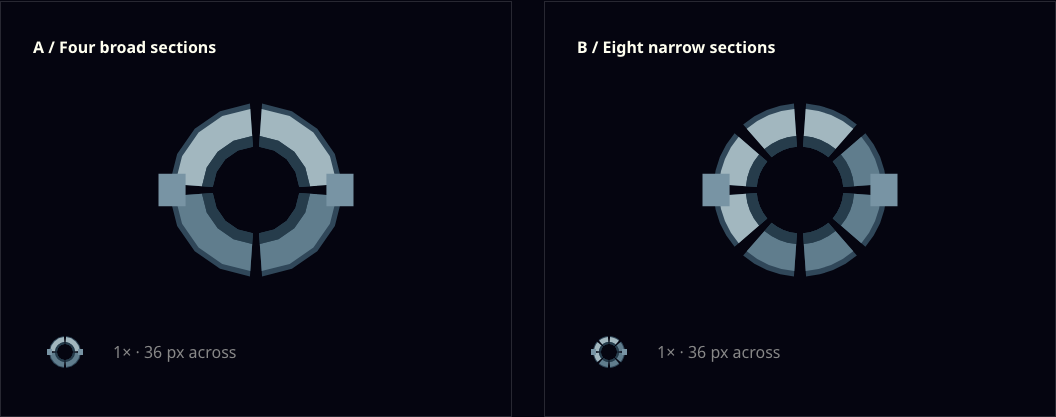 A / Four broad sections
B / Eight narrow sections
1× · 36 px across
1× · 36 px across